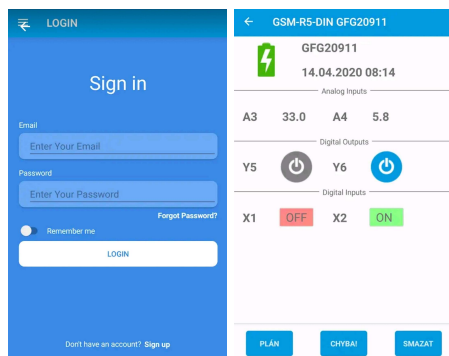 LOGIN
Sign in
Email
Enter Your Email
Password
Enter Your Password
Forgot Password?
Remember me
LOGIN
Don't have an account? Sign up
GSM-R5-DIN GFG20911
GFG20911
14.04.2020 08:14
Analog Inputs
A3 33.0 A4 5.8
Digital Outputs
Y5 Y6
Digital Inputs
X1 OFF X2 ON
PLÁN CHYBA! SMAZAT